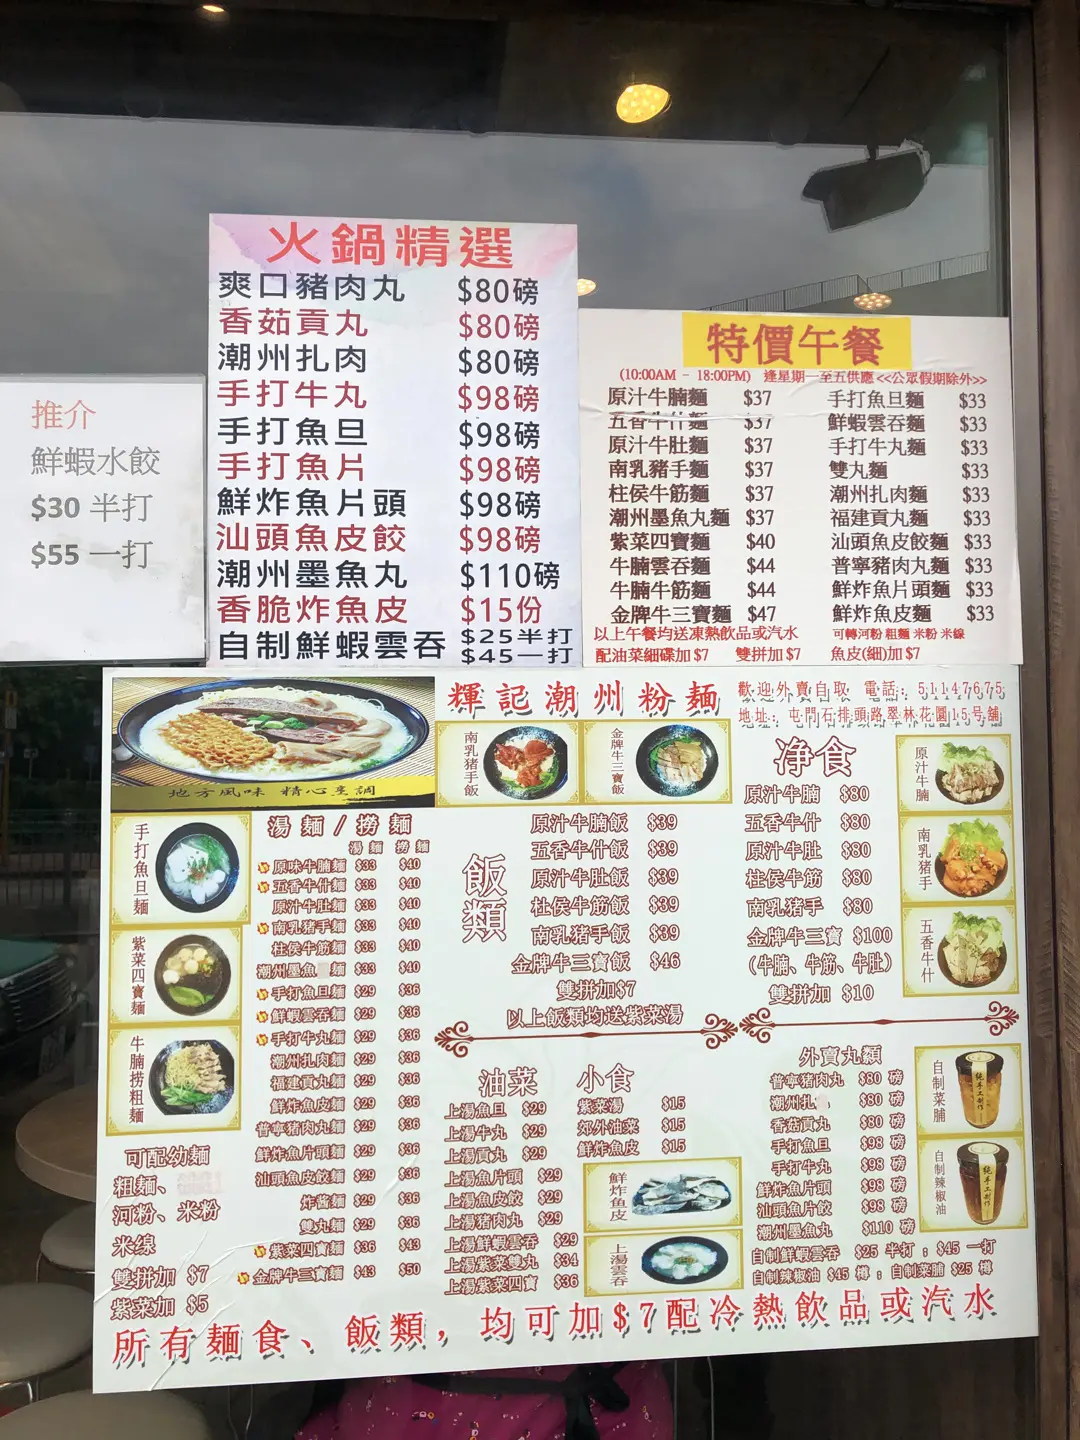 推介
鮮蝦水餃
$30 半打
$55 一打
火鍋精選
爽口豬肉丸 $80磅
香茹貢丸 $80磅
潮州扎肉 $80磅
手打牛丸 $98磅
手打魚旦 $98磅
手打魚片 $98磅
鮮炸魚片頭 $98磅
汕頭魚皮餃 $98磅
潮州墨魚丸 $110磅
香脆炸魚皮 $15份
自制鮮蝦雲吞 $25半打
$45一打
特價午餐
(10:00AM - 18:00PM) 逢星期一至五供應 <<公眾假期除外>>
原汁牛腩麵 $37
五香牛什麵 $37
原汁牛肚麵 $37
南乳豬手麵 $37
柱侯牛筋麵 $37
潮州墨魚丸麵 $37
紫菜四寶麵 $40
牛腩雲吞麵 $44
牛腩牛筋麵 $44
金牌牛三寶麵 $47
手打魚旦麵 $33
鮮蝦雲吞麵 $33
手打牛丸麵 $33
雙丸麵 $33
潮州扎肉麵 $33
福建貢丸麵 $33
汕頭魚皮餃麵 $33
普寧豬肉丸麵 $33
鮮炸魚片頭麵 $33
鮮炸魚皮麵 $33
以上午餐均送凍熱飲品或汽水
配油菜細碟加$7 雙拼加$7
可轉河粉 粗麵 米粉 米線
魚皮(細)加$7
輝記潮州粉麵
歡迎外賣自取 電話: 51147675
地址: 屯門石排頭路翠林花園15号舖
地方風味 精心烹調
南乳猪手飯
金牌牛三寶飯
手打魚旦麵
紫菜四寶麵
牛腩撈粗麵
湯麵/撈麵
湯麵 撈麵
原味牛腩麵 $33 $40
五香牛什麵 $33 $40
原汁牛肚麵 $33 $40
南乳豬手麵 $33 $40
柱侯牛筋麵 $33 $40
潮州墨魚麵 $33 $40
手打魚旦麵 $29 $36
鮮蝦雲吞麵 $29 $36
手打牛丸麵 $29 $36
潮州扎肉麵 $29 $36
福建貢丸麵 $29 $36
鮮炸魚皮麵 $29 $36
普寧豬肉丸麵 $29 $36
鮮炸魚片頭麵 $29 $36
汕頭魚皮餃麵 $29 $36
炸醬麵 $29 $36
雙丸麵 $29 $36
紫菜四寶麵 $36 $43
金牌牛三寶麵 $43 $50
可配幼麵
粗麵、
河粉、米粉
米線
雙拼加 $7
紫菜加 $5
飯類
原汁牛腩飯 $39
五香牛什飯 $39
原汁牛肚飯 $39
柱侯牛筋飯 $39
南乳豬手飯 $39
金牌牛三寶飯 $46
雙拼加$7
以上飯類均送紫菜湯
净食
原汁牛腩 $80
五香牛什 $80
原汁牛肚 $80
柱侯牛筋 $80
南乳豬手 $80
金牌牛三寶 $100
(牛腩、牛筋、牛肚)
雙拼加 $10
原汁牛腩
南乳猪手
五香牛什
油菜
上湯魚旦 $29
上湯牛丸 $29
上湯貢丸 $29
上湯魚片頭 $29
上湯魚皮餃 $29
上湯豬肉丸 $29
上湯鮮蝦雲吞 $29
上湯紫菜雙丸 $34
上湯紫菜四寶 $36
小食
紫菜湯 $15
郊外油菜 $15
鮮炸魚皮 $15
鮮炸魚皮
上湯雲吞
外賣丸類
普寧豬肉丸 $80 磅
潮州扎 $80 磅
香菇貢丸 $80 磅
手打魚旦 $98 磅
手打牛丸 $98 磅
鮮炸魚片頭 $98 磅
汕頭魚片餃 $98 磅
潮州墨魚丸 $110 磅
自制鮮蝦雲吞 $25 半打 ; $45 一打
自制辣椒油 $45 樽 ; 自制菜脯 $25 樽
自制菜脯
純手工制作
自制辣椒油
純手工制作
所有麵食、飯類,均可加$7配冷熱飲品或汽水